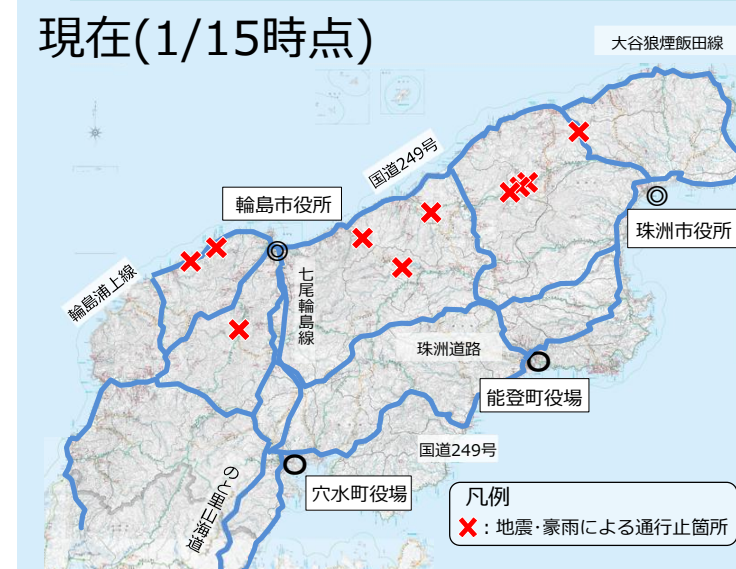 現在(1/15時点)
大谷狼煙飯田線
国道249号
輪島市役所
珠洲市役所
輪島浦上線
七尾輪島線
珠洲道路
能登町役場
国道249号
穴水町役場
のと里山海道
凡例
×：地震･豪雨による通行止箇所